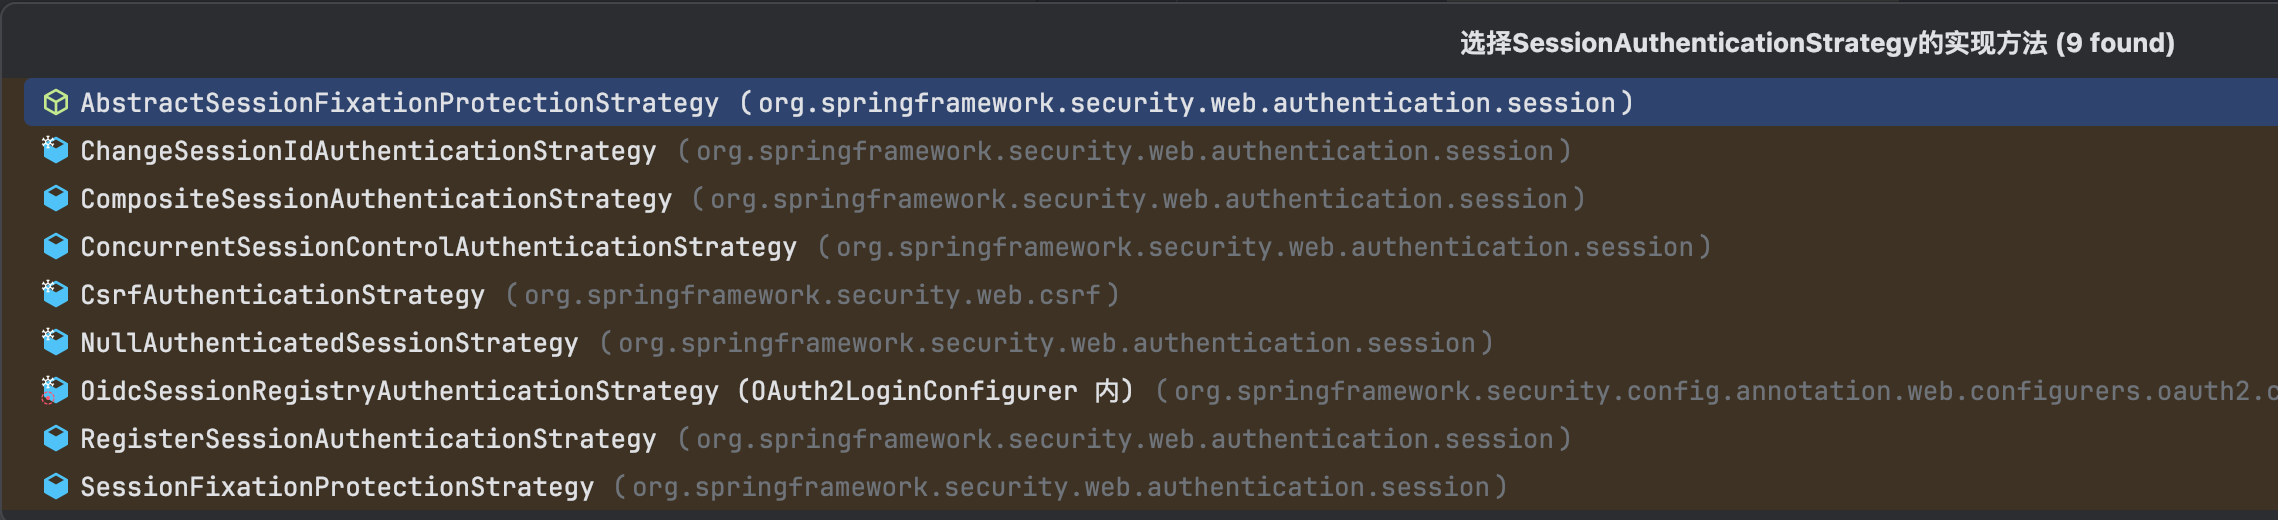 选择SessionAuthenticationStrategy的实现方法 (9 found)
AbstractSessionFixationProtectionStrategy (org.springframework.security.web.authentication.session)
ChangeSessionIdAuthenticationStrategy (org.springframework.security.web.authentication.session)
CompositeSessionAuthenticationStrategy (org.springframework.security.web.authentication.session)
ConcurrentSessionControlAuthenticationStrategy (org.springframework.security.web.authentication.session)
CsrfAuthenticationStrategy (org.springframework.security.web.csrf)
NullAuthenticatedSessionStrategy (org.springframework.security.web.authentication.session)
OidcSessionRegistryAuthenticationStrategy (OAuth2LoginConfigurer 内) (org.springframework.security.config.annotation.web.configurers.oauth2.c
RegisterSessionAuthenticationStrategy (org.springframework.security.web.authentication.session)
SessionFixationProtectionStrategy (org.springframework.security.web.authentication.session)